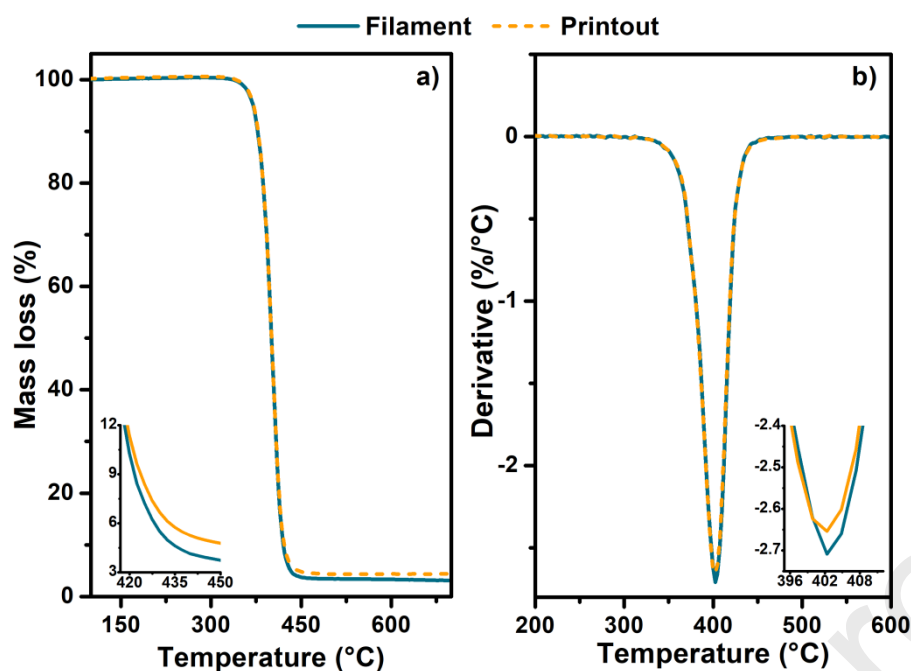 Filament Printout
a)
100
80
60
40
20
0
Mass loss (%)
12
9
6
3
420 435 450
150 300 450 600
Temperature (°C)
b)
0
-1
-2
Derivative (%/°C)
-2.4
-2.5
-2.6
-2.7
396 402 408
200 300 400 500 600
Temperature (°C)